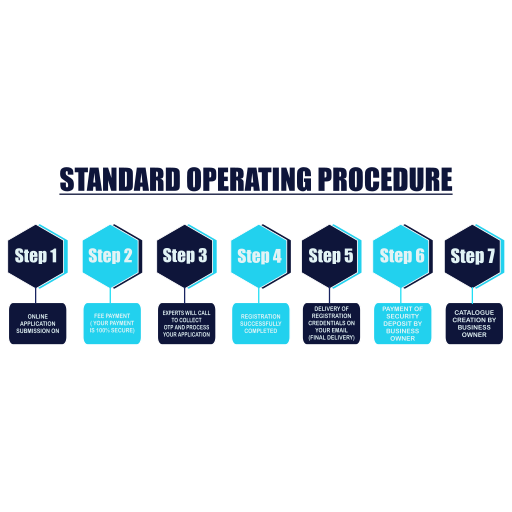 STANDARD OPERATING PROCEDURE
Step 1
Step 2
Step 3
Step 4
Step 5
Step 6
Step 7
ONLINE
APPLICATION
SUBMISSION ON
FEE PAYMENT
( YOUR PAYMENT
IS 100% SECURE)
EXPERTS WILL CALL
TO COLLECT
OTP AND PROCESS
YOUR APPLICATION
REGISTRATION
SUCCESSFULLY
COMPLETED
DELIVERY OF
REGISTRATION
CREDENTIALS ON
YOUR EMAIL
(FINAL DELIVERY)
PAYMENT OF
SECURITY
DEPOSIT BY
BUSINESS
OWNER
CATALOGUE
CREATION BY
BUSINESS
OWNER